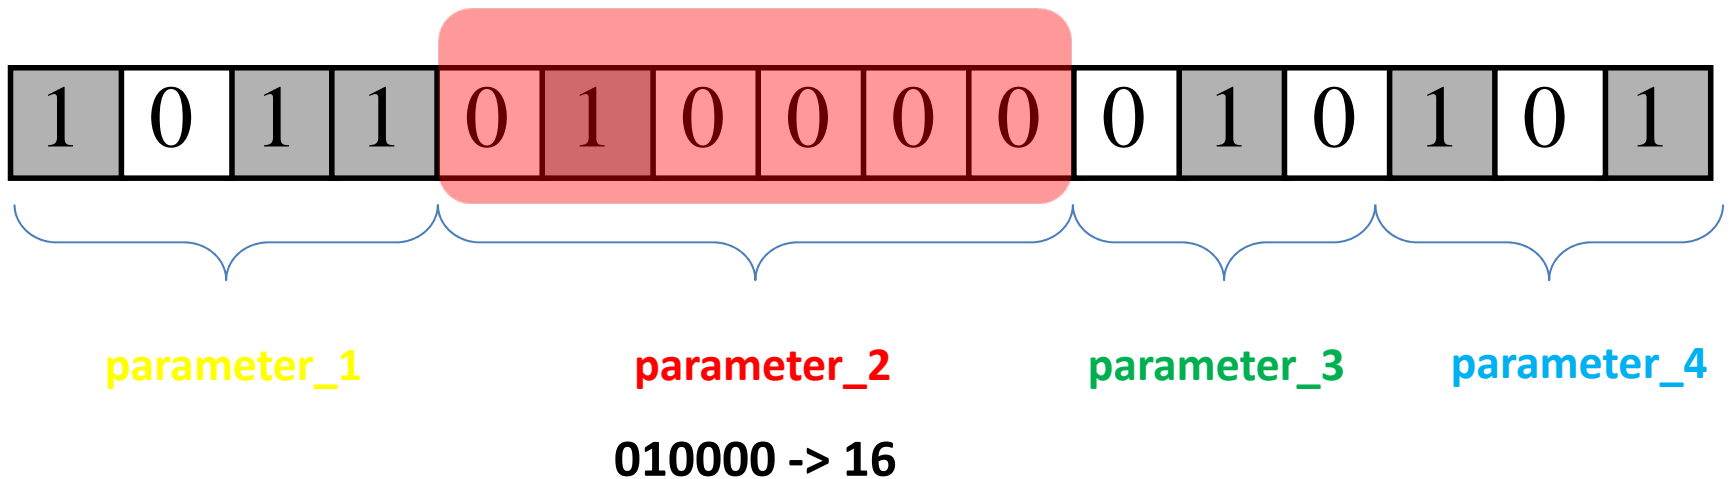 1 0 1 1 0 1 0 0 0 0 0 1 0 1 0 1
parameter_1 parameter_2 parameter_3 parameter_4
010000 -> 16